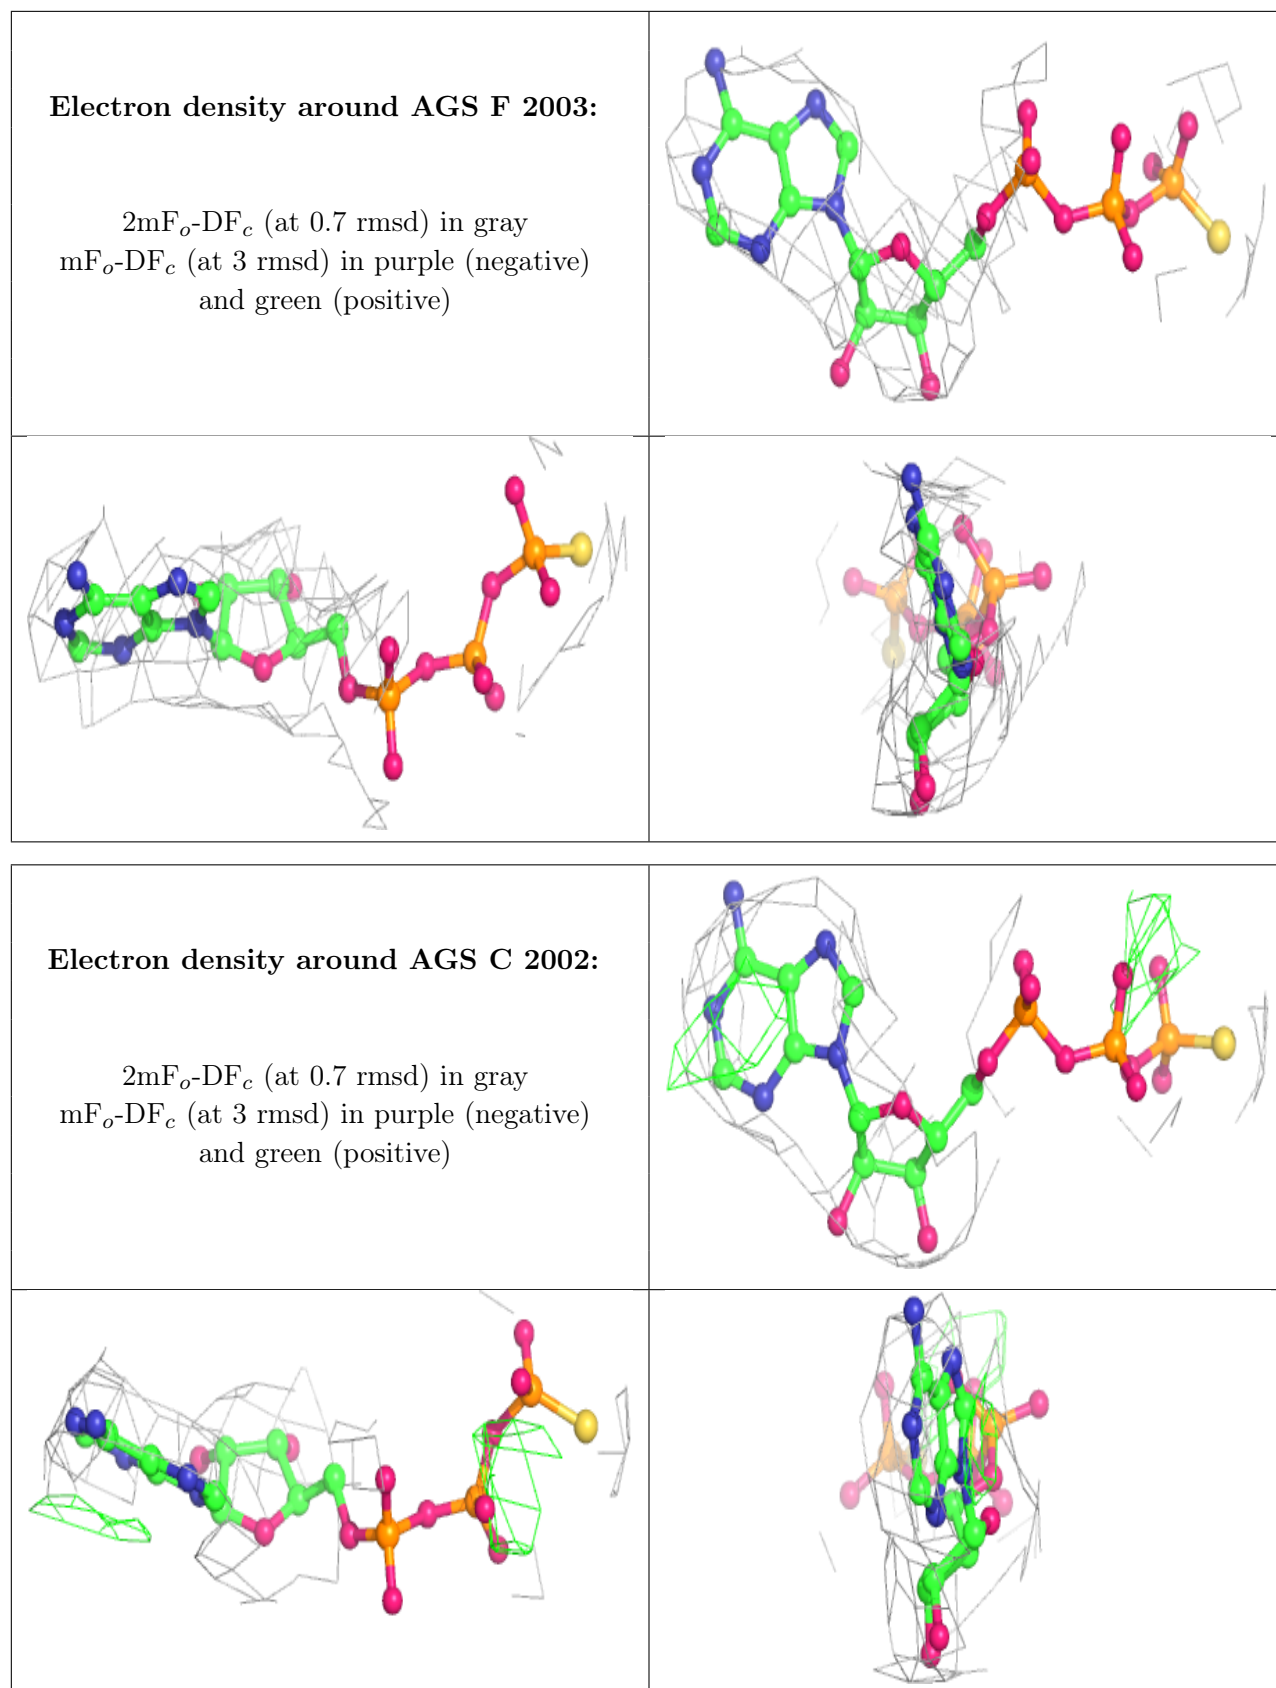 Electron density around AGS F 2003:
2mFo-DFc (at 0.7 rmsd) in gray
mFo-DFc (at 3 rmsd) in purple (negative)
and green (positive)
Electron density around AGS C 2002:
2mFo-DFc (at 0.7 rmsd) in gray
mFo-DFc (at 3 rmsd) in purple (negative)
and green (positive)